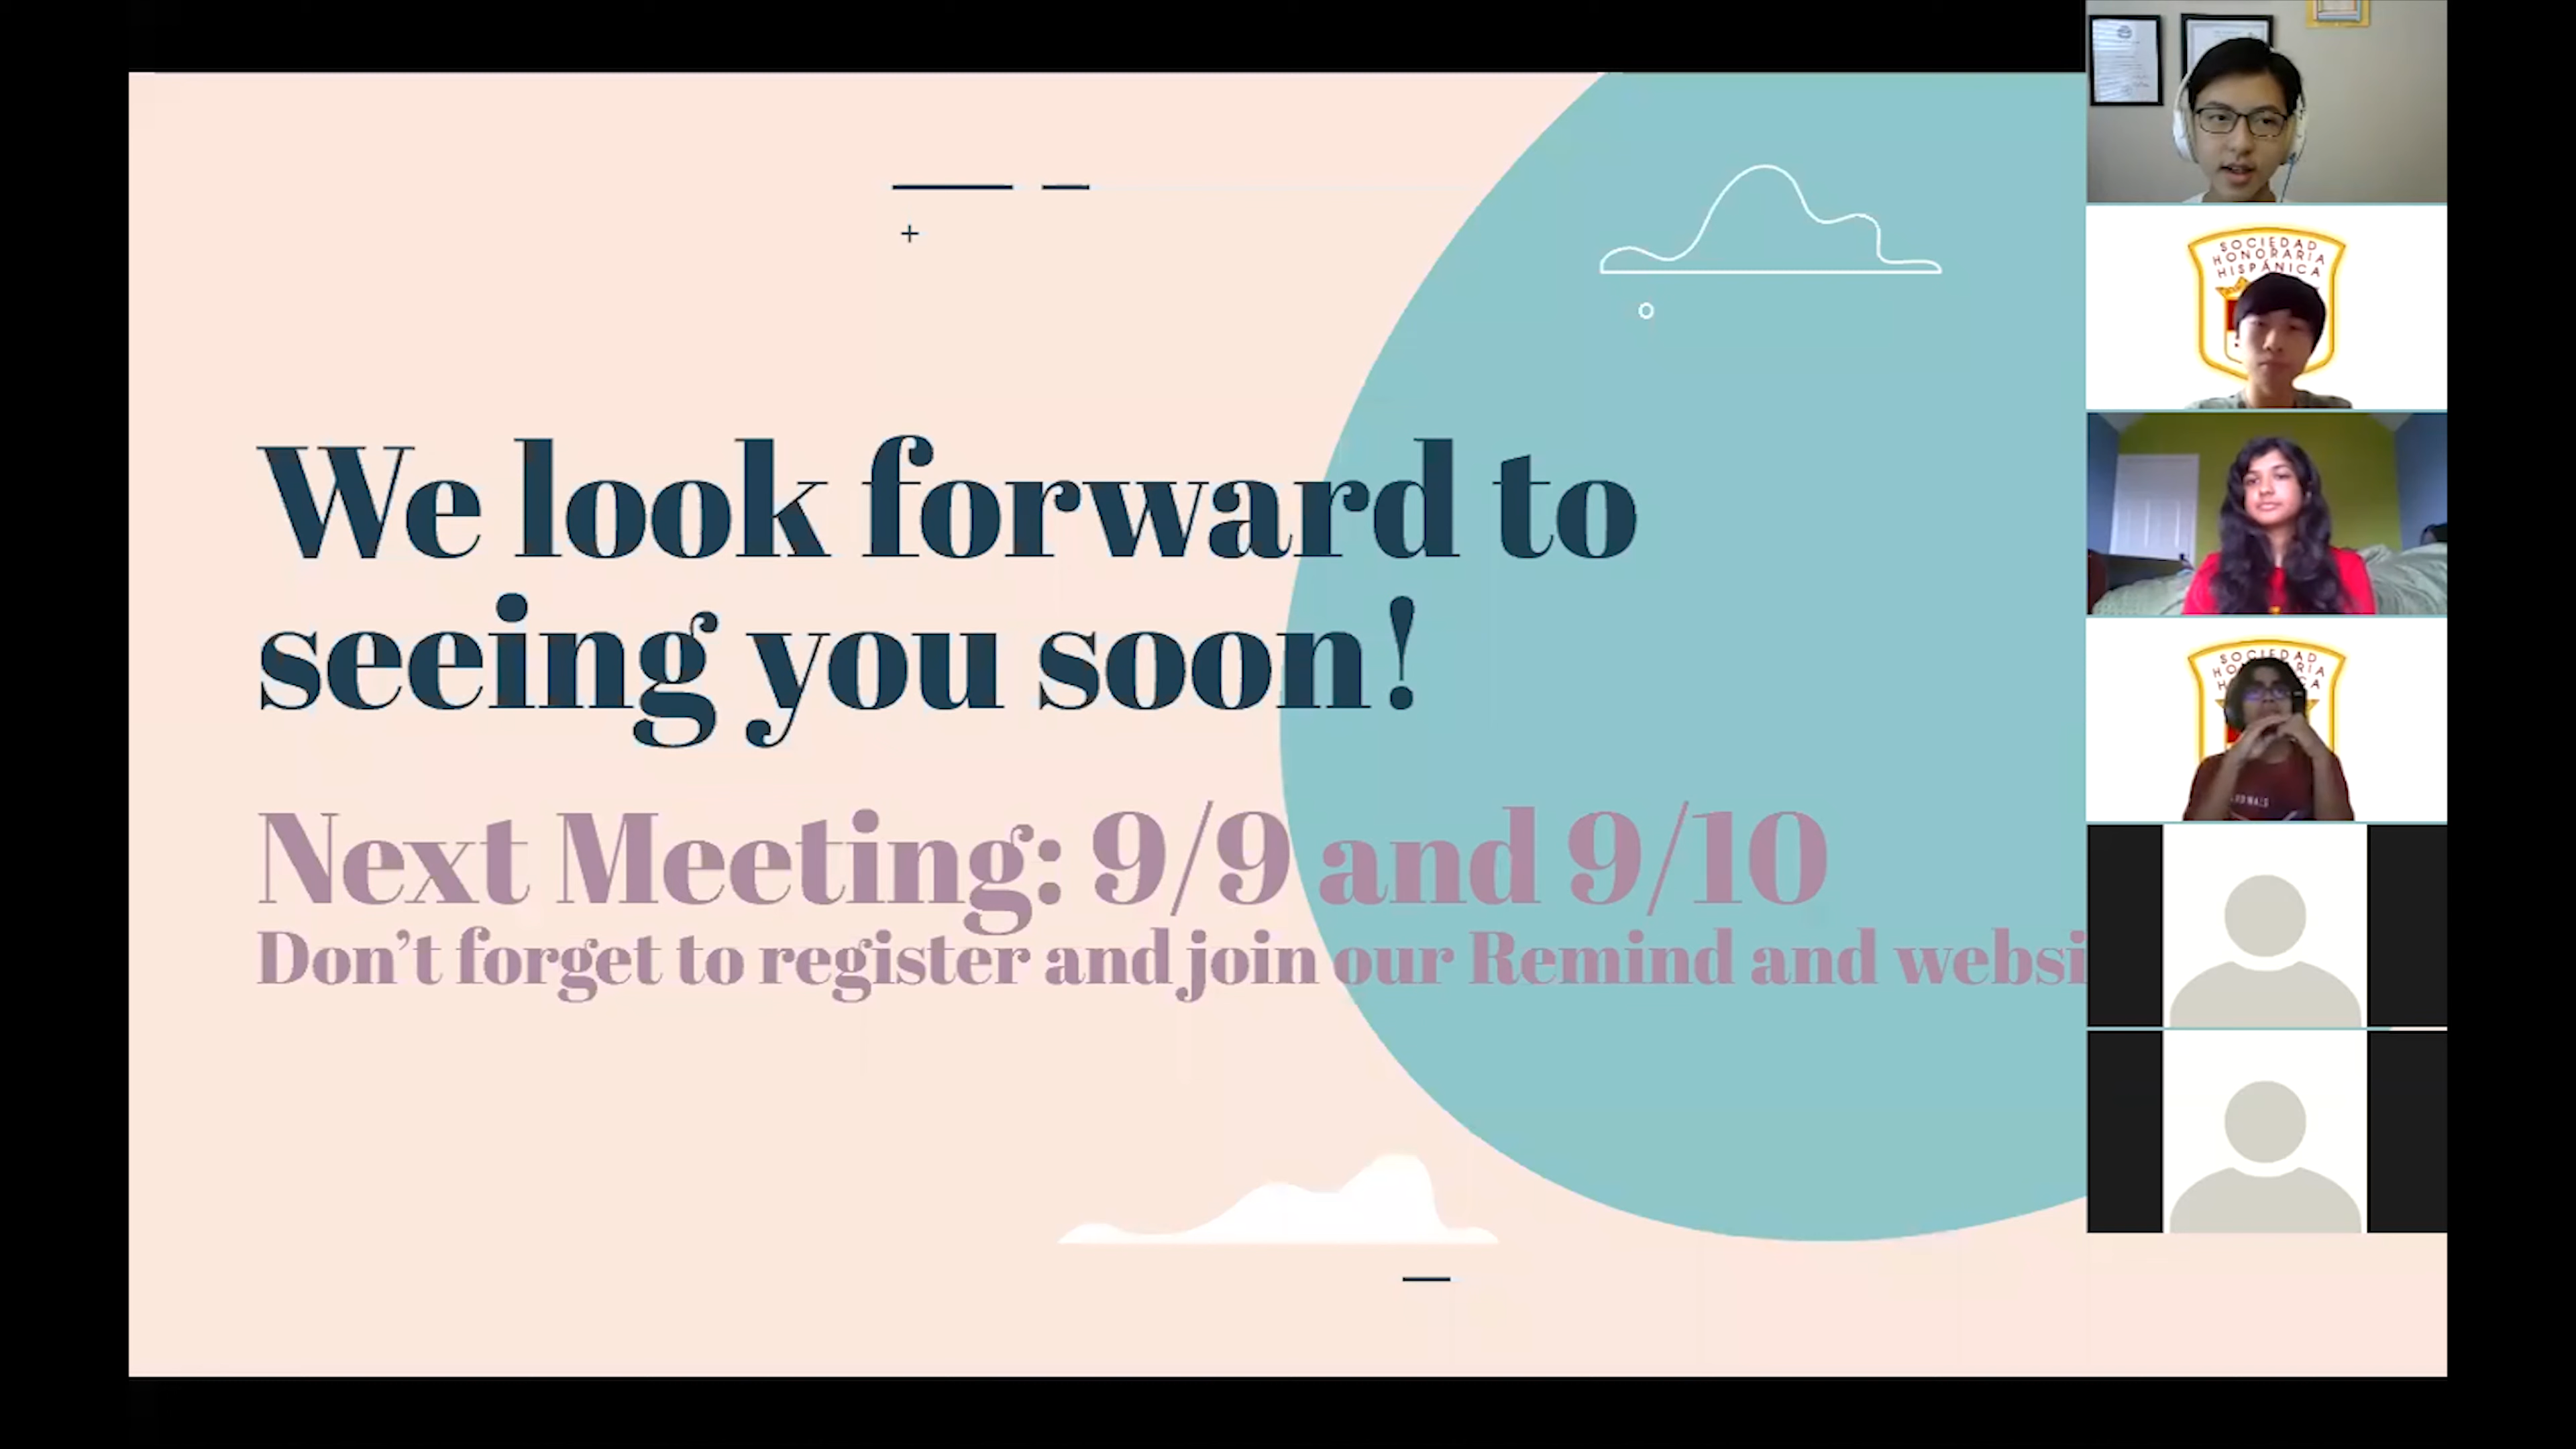 We look forward to
seeing you soon!
Next Meeting: 9/9 and 9/10
Don't forget to register and join our Remind and websi
SOCIEDAD
HONORARIA
HISPÁNICA
SOCIEDAD